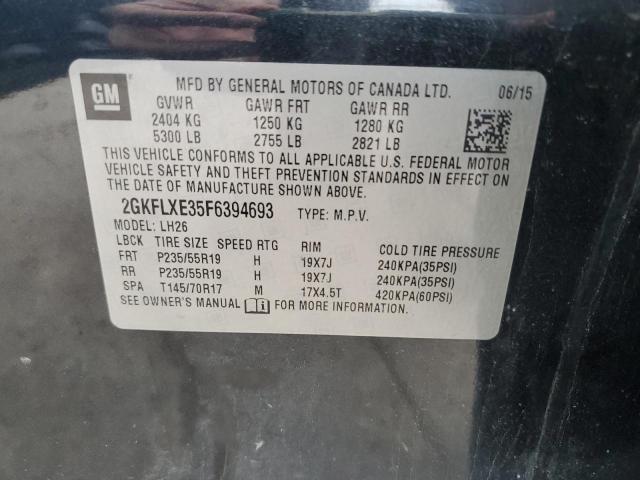 GM
MFD BY GENERAL MOTORS OF CANADA LTD. 06/15
GVWR GAWR FRT GAWR RR
2404 KG 1250 KG 1280 KG
5300 LB 2755 LB 2821 LB
THIS VEHICLE CONFORMS TO ALL APPLICABLE U.S. FEDERAL MOTOR
VEHICLE SAFETY AND THEFT PREVENTION STANDARDS IN EFFECT ON
THE DATE OF MANUFACTURE SHOWN ABOVE.
2GKFLXE35F6394693 TYPE: M.P.V.
MODEL: LH26
LBCK TIRE SIZE SPEED RTG RIM COLD TIRE PRESSURE
FRT P235/55R19 H 19X7J 240KPA(35PSI)
RR P235/55R19 H 19X7J 240KPA(35PSI)
SPA T145/70R17 M 17X4.5T 420KPA(60PSI)
SEE OWNER'S MANUAL FOR MORE INFORMATION.